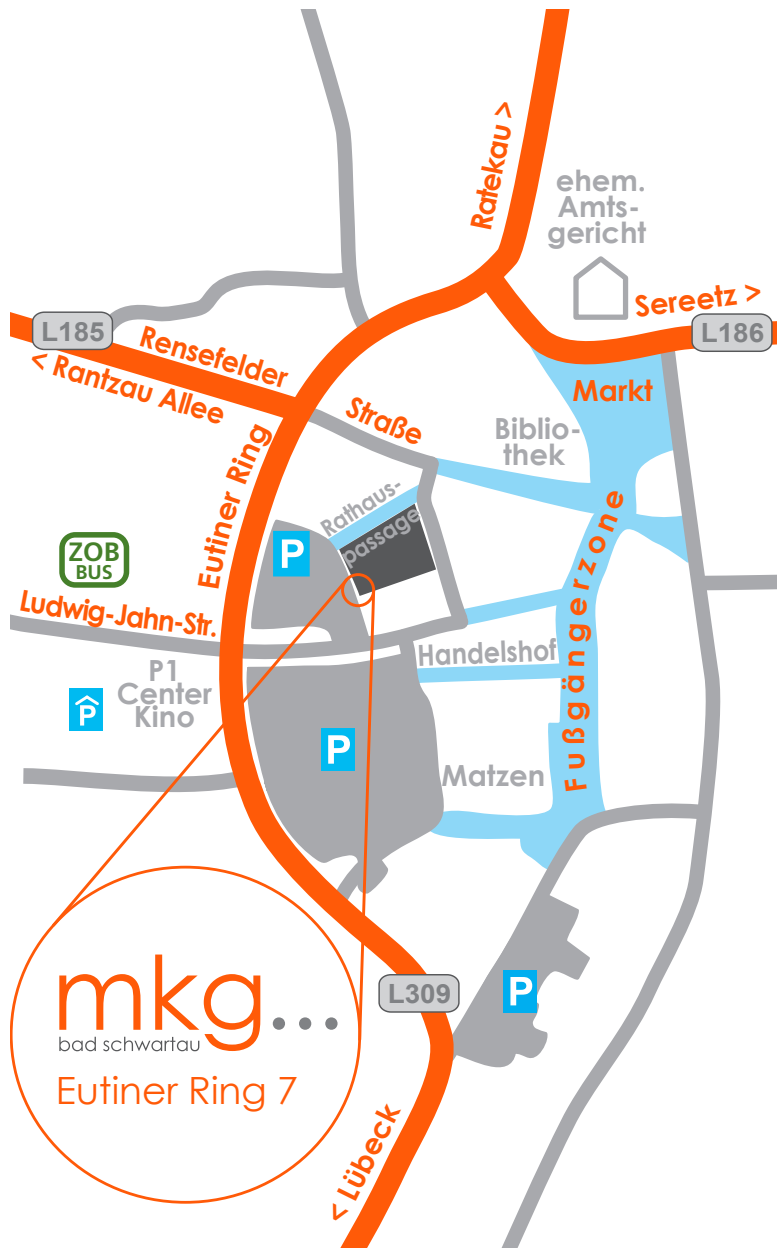 Ratekau >
ehem.
Amts-
gericht
Sereetz >
L185
L186
Rensefelder
< Rantzau Allee
Straße
Markt
Biblio-
thek
Eutiner Ring
Rathaus-
passage
ZOB
BUS
P
Ludwig-Jahn-Str.
Fußgängerzone
Handelshof
P1
Center
Kino
P
P
Matzen
mkg...
bad schwartau
Eutiner Ring 7
L309
P
< Lübeck